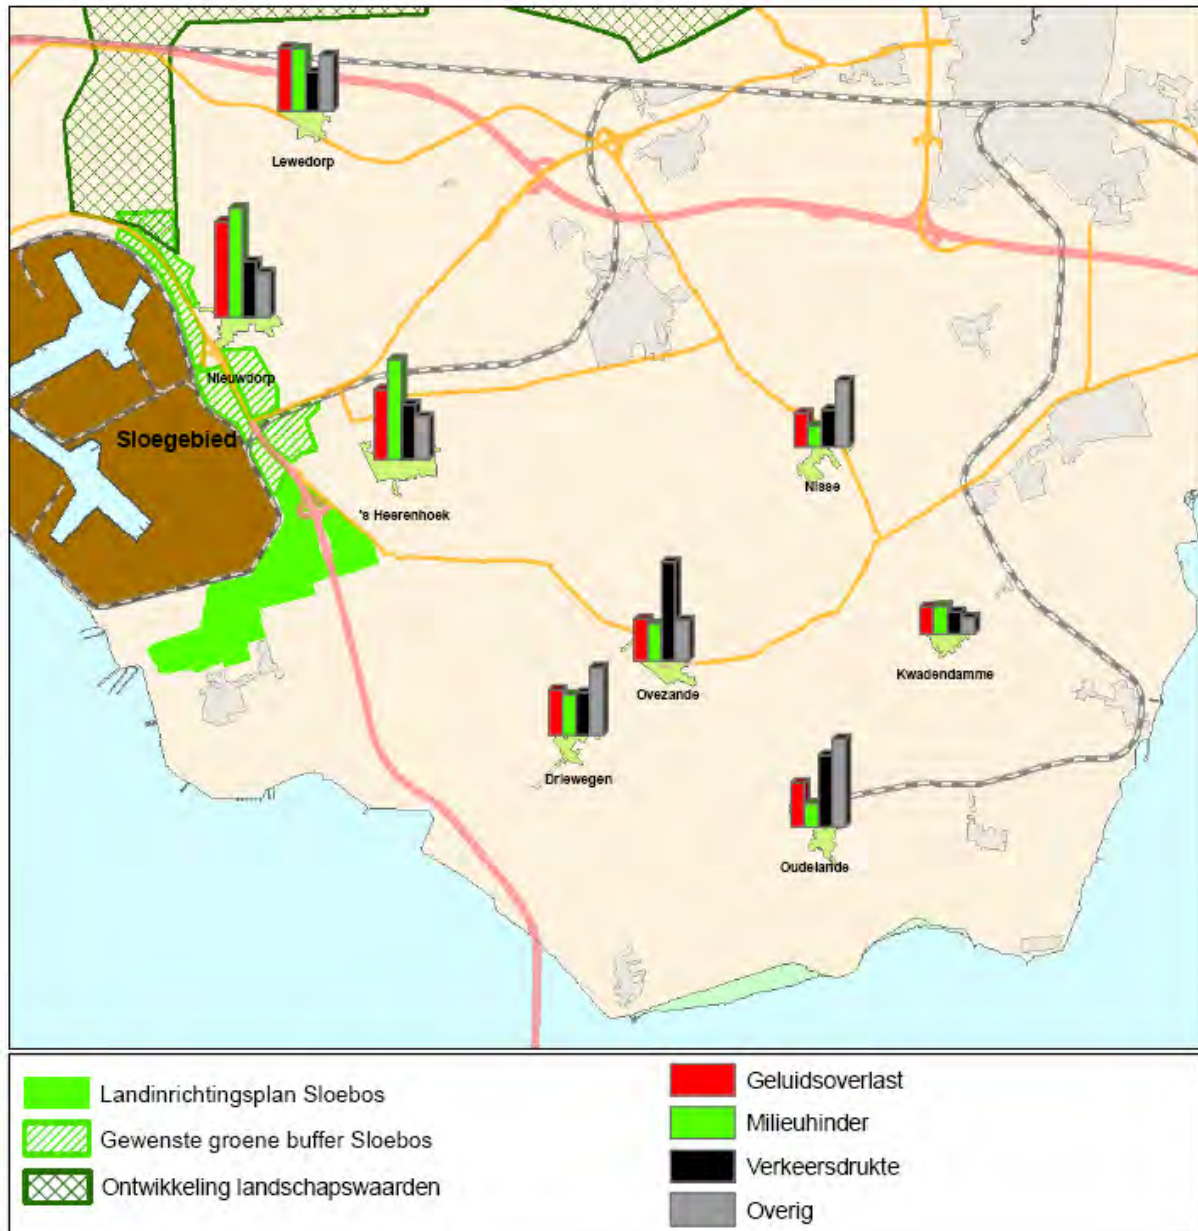 Lewedorp
Nieuwdorp
Sloegebied
's Heerenhoek
Nisse
Kwadendamme
Ovezande
Driewegen
Oudelande
Landinrichtingsplan Sloebos
Gewenste groene buffer Sloebos
Ontwikkeling landschapswaarden
Geluidsoverlast
Milieuhinder
Verkeersdrukte
Overig